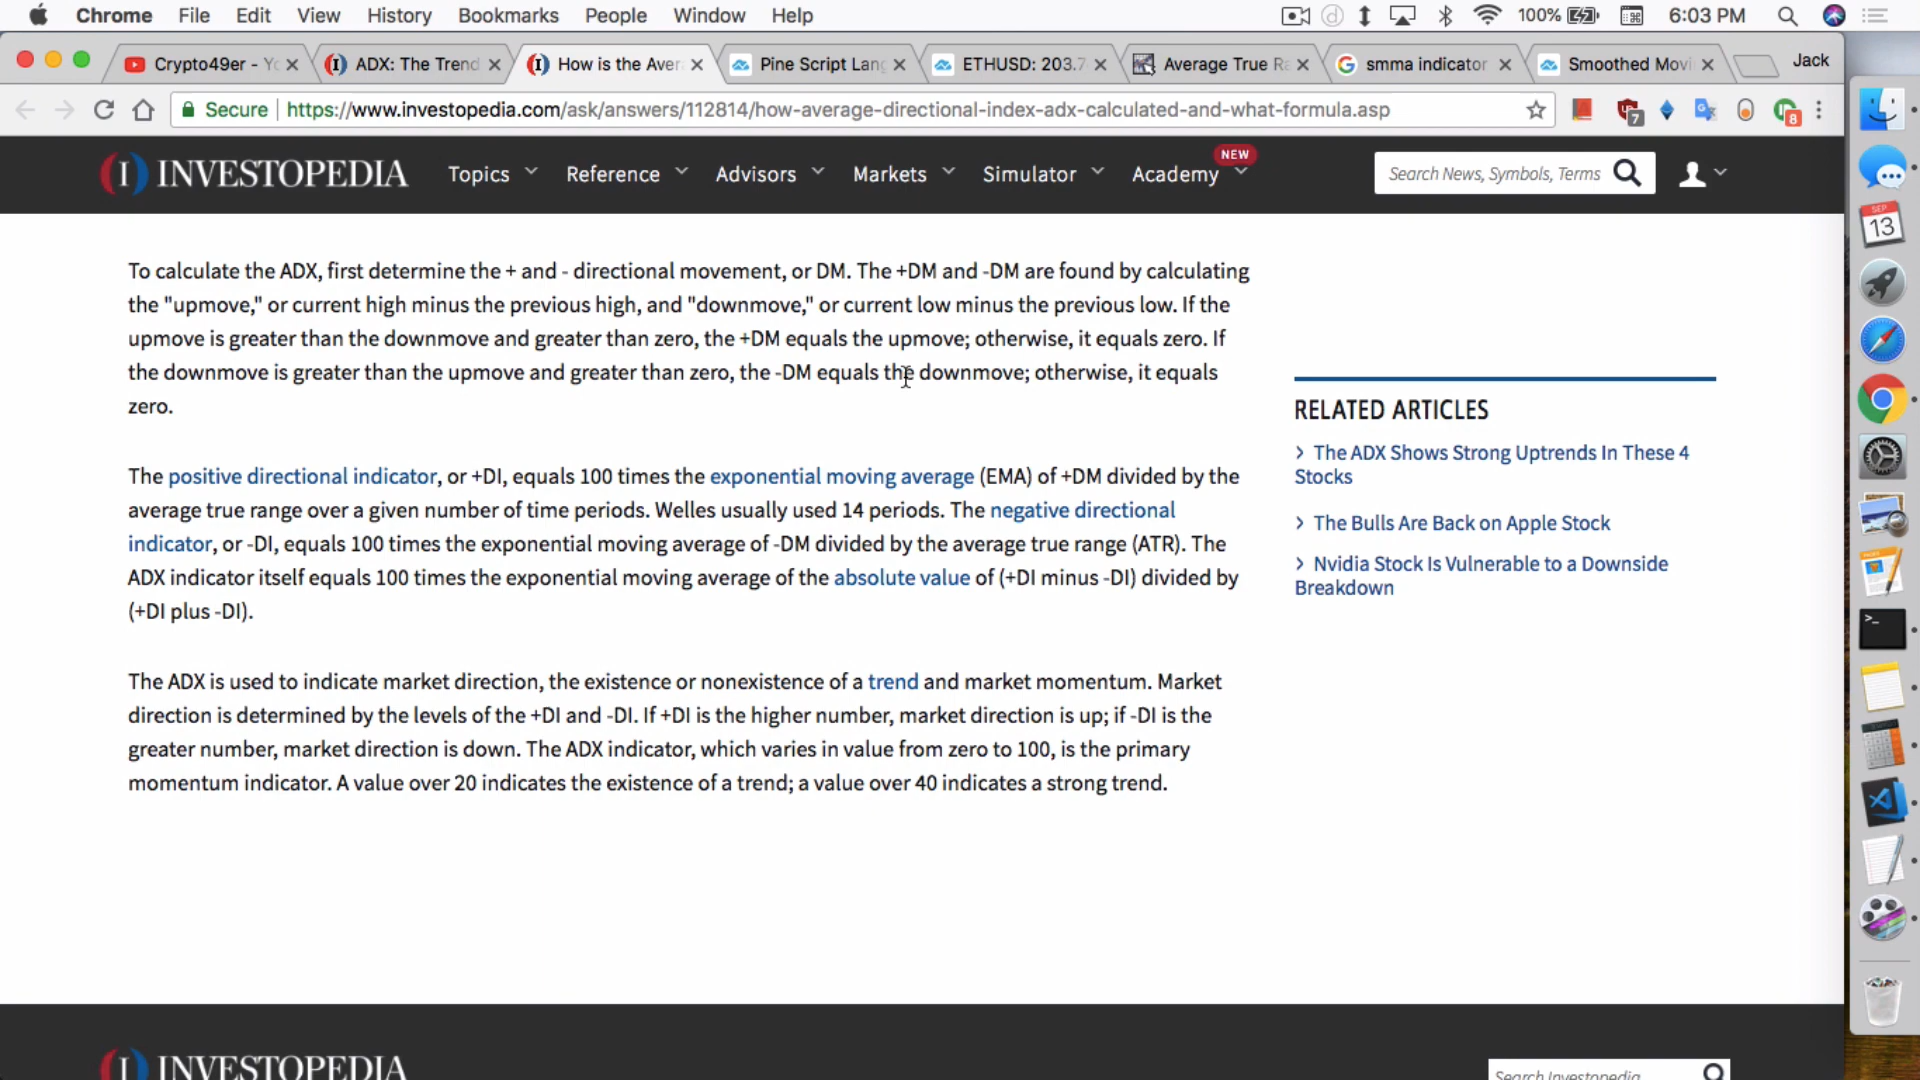 Chrome File Edit View History Bookmarks People Window Help 100% 6:03 PM
Crypto49er - Yo ADX: The Trend How is the Aver Pine Script Lang ETHUSD: 203.7 Average True Ra smma indicator Smoothed Movi Jack
Secure https://www.investopedia.com/ask/answers/112814/how-average-directional-index-adx-calculated-and-what-formula.asp 7 8
INVESTOPEDIA Topics Reference Advisors Markets Simulator Academy NEW Search News, Symbols, Terms
SEP
13
To calculate the ADX, first determine the + and - directional movement, or DM. The +DM and -DM are found by calculating
the "upmove," or current high minus the previous high, and "downmove," or current low minus the previous low. If the
upmove is greater than the downmove and greater than zero, the +DM equals the upmove; otherwise, it equals zero. If
the downmove is greater than the upmove and greater than zero, the -DM equals the downmove; otherwise, it equals
zero.
The positive directional indicator, or +DI, equals 100 times the exponential moving average (EMA) of +DM divided by the
average true range over a given number of time periods. Welles usually used 14 periods. The negative directional
indicator, or -DI, equals 100 times the exponential moving average of -DM divided by the average true range (ATR). The
ADX indicator itself equals 100 times the exponential moving average of the absolute value of (+DI minus -DI) divided by
(+DI plus -DI).
The ADX is used to indicate market direction, the existence or nonexistence of a trend and market momentum. Market
direction is determined by the levels of the +DI and -DI. If +DI is the higher number, market direction is up; if -DI is the
greater number, market direction is down. The ADX indicator, which varies in value from zero to 100, is the primary
momentum indicator. A value over 20 indicates the existence of a trend; a value over 40 indicates a strong trend.
RELATED ARTICLES
> The ADX Shows Strong Uptrends In These 4
Stocks
> The Bulls Are Back on Apple Stock
> Nvidia Stock Is Vulnerable to a Downside
Breakdown
INVESTOPEDIA Search Investopedia